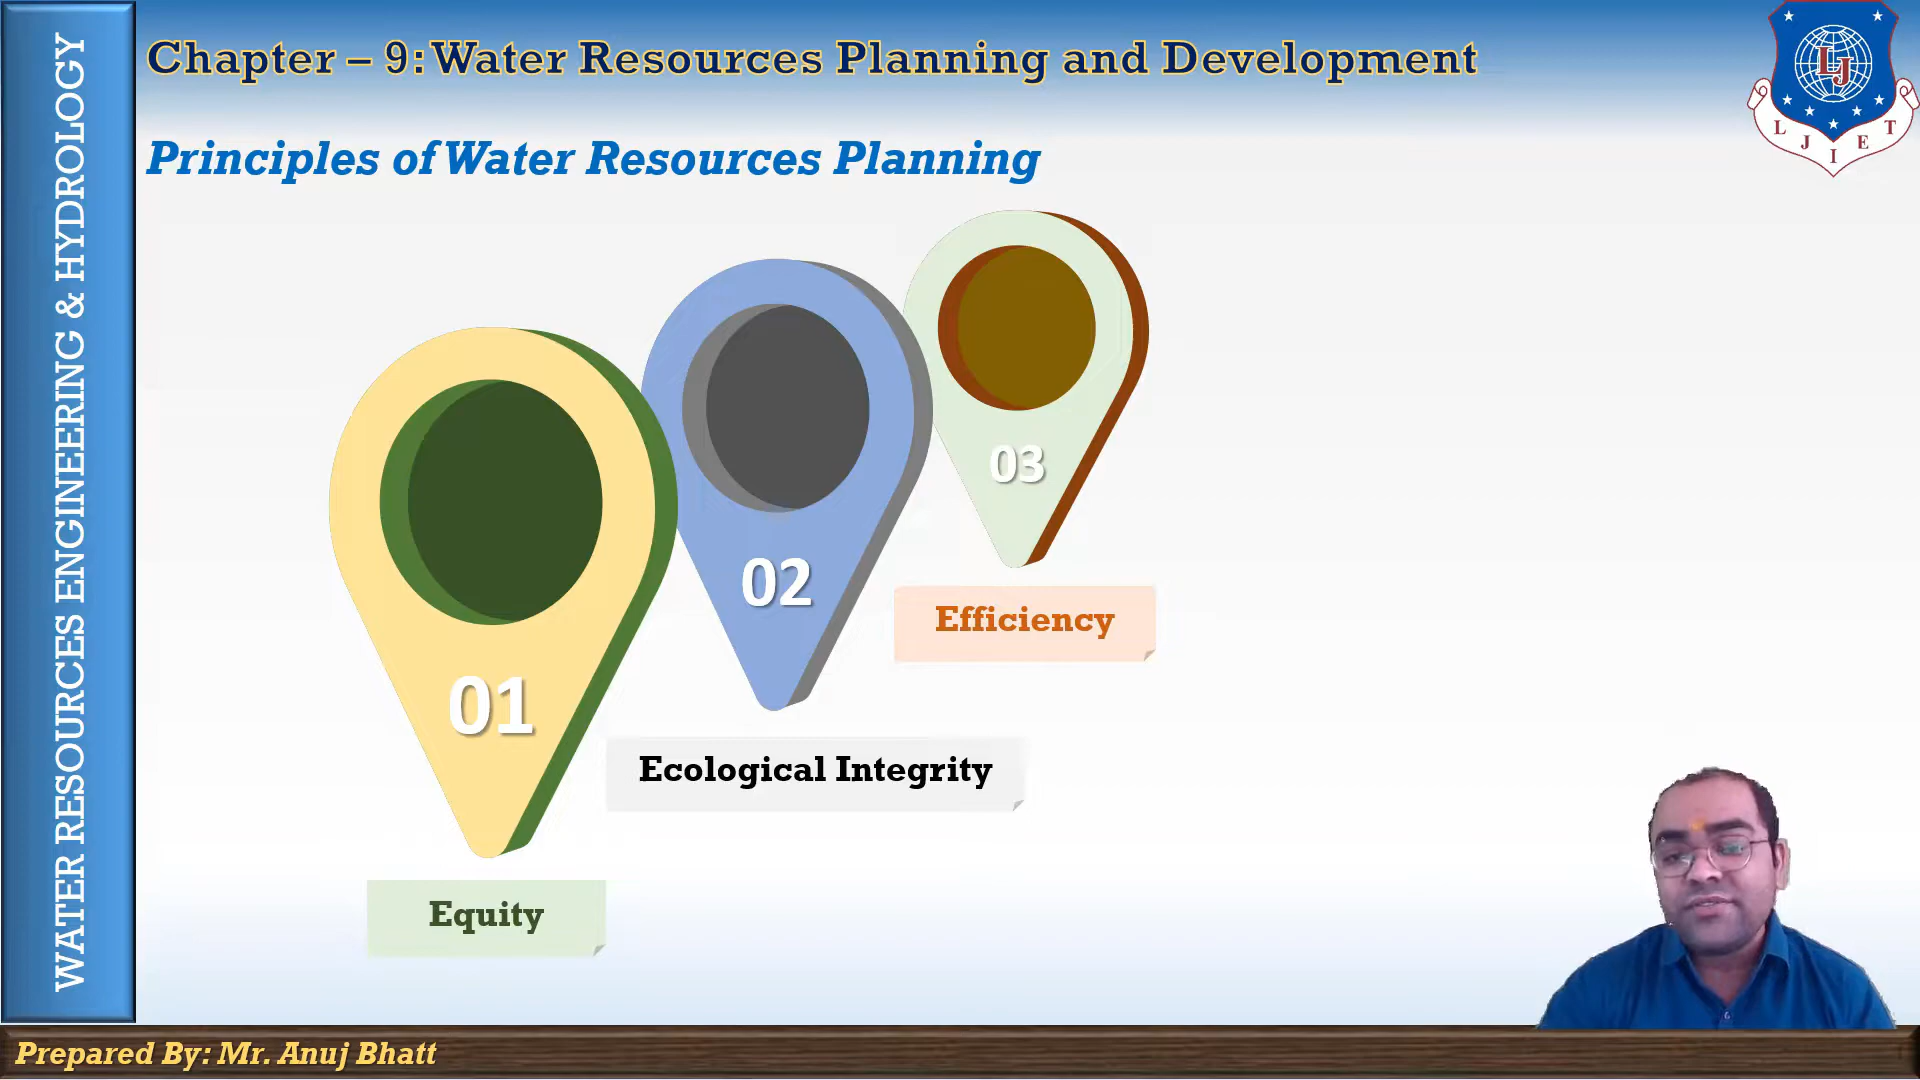 WATER RESOURCES ENGINEERING & HYDROLOGY
Chapter – 9: Water Resources Planning and Development
LJ
L J I E T
Principles of Water Resources Planning
03
02
Efficiency
01
Ecological Integrity
Equity
Prepared By: Mr. Anuj Bhatt